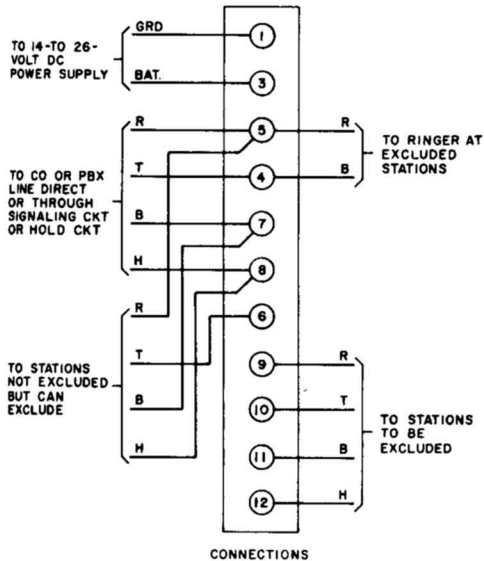 GRD
TO 14-TO 26-
VOLT DC
POWER SUPPLY
BAT.
1
3
R
5
R
T
4
B
TO RINGER AT
EXCLUDED
STATIONS
TO CO OR PBX
LINE DIRECT
OR THROUGH
SIGNALING CKT
OR HOLD CKT
B
7
H
8
R
6
T
TO STATIONS
NOT EXCLUDED
BUT CAN
EXCLUDE
B
H
9
R
10
T
11
B
12
H
TO STATIONS
TO BE
EXCLUDED
CONNECTIONS